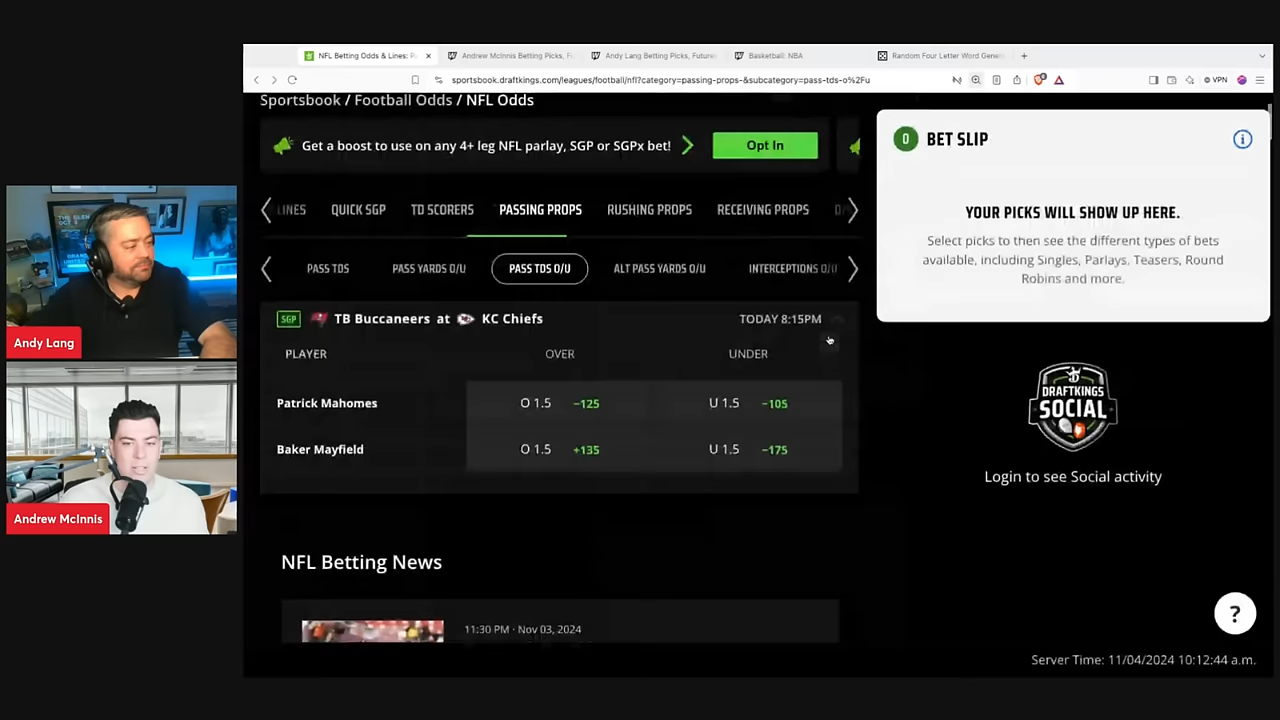 NFL Betting Odds & Lines: P
Andrew McInnis Betting Picks, F
Andy Lang Betting Picks, Future
Basketball: NBA
Random Four Letter Word Gene
sportsbook.draftkings.com/leagues/football/nfl?category=passing-props-&subcategory=pass-tds-o%2Fu
VPN
Sportsbook / Football Odds / NFL Odds
Get a boost to use on any 4+ leg NFL parlay, SGP or SGPx bet!
Opt In
LINES
QUICK SGP
TD SCORERS
PASSING PROPS
RUSHING PROPS
RECEIVING PROPS
PASS TDS
PASS YARDS O/U
PASS TDS O/U
ALT PASS YARDS O/U
INTERCEPTIONS O/U
SGP TB Buccaneers at KC Chiefs
TODAY 8:15PM
PLAYER OVER UNDER
Patrick Mahomes O 1.5 −125 U 1.5 −105
Baker Mayfield O 1.5 +135 U 1.5 −175
NFL Betting News
11:30 PM · Nov 03, 2024
0 BET SLIP
YOUR PICKS WILL SHOW UP HERE.
Select picks to then see the different types of bets
available, including Singles, Parlays, Teasers, Round
Robins and more.
DRAFTKINGS
SOCIAL
Login to see Social activity
?
Server Time: 11/04/2024 10:12:44 a.m.
Andy Lang
Andrew McInnis